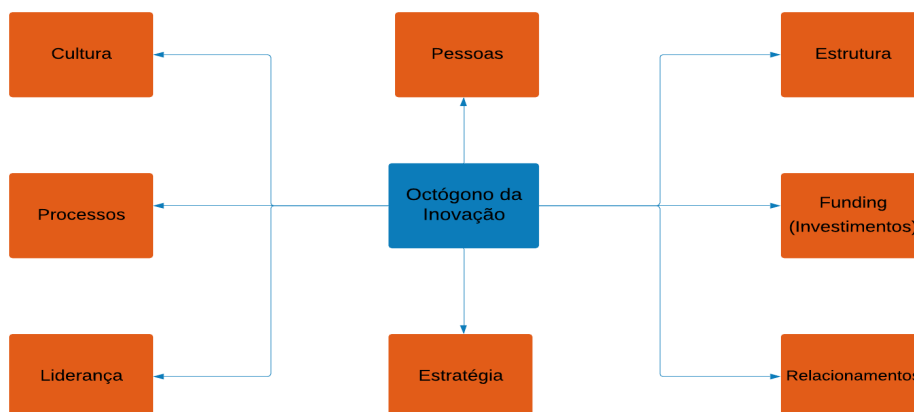 Cultura
Pessoas
Estrutura
Processos
Octógono da
Inovação
Funding
(Investimentos)
Liderança
Estratégia
Relacionamentos